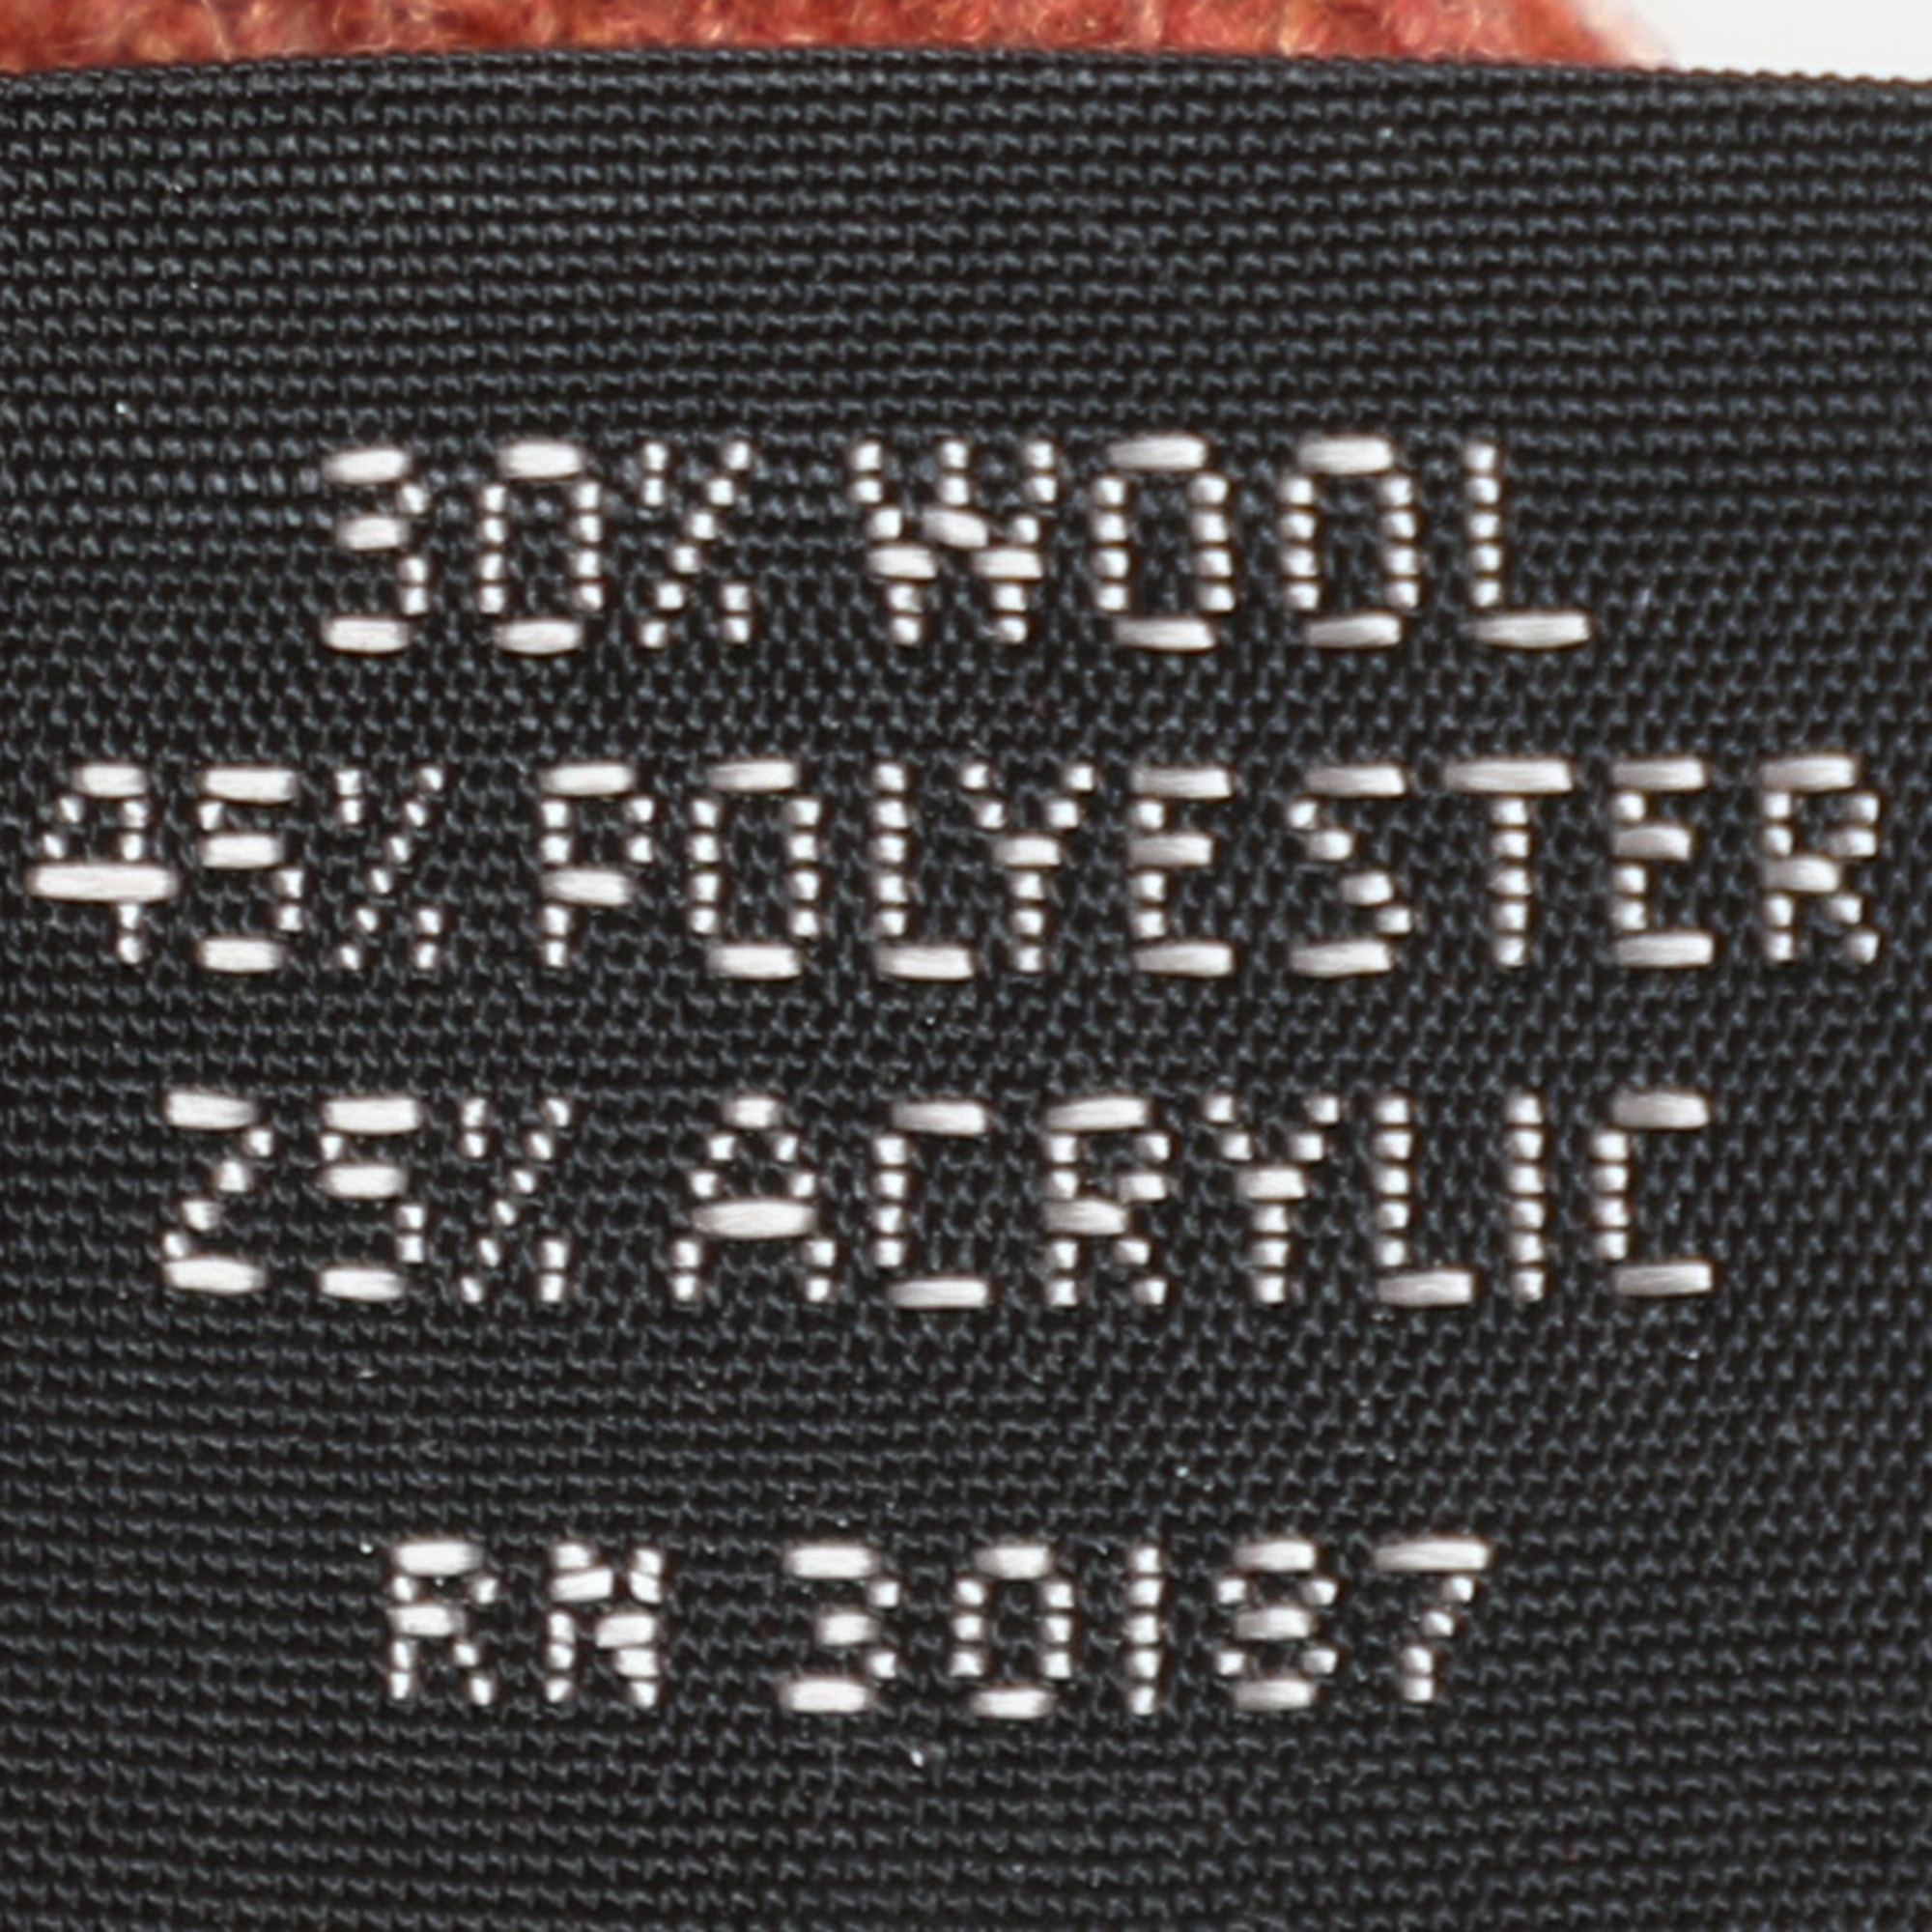 30% WOOL
45% POLYESTER
25% ACRYLIC
RN 30187